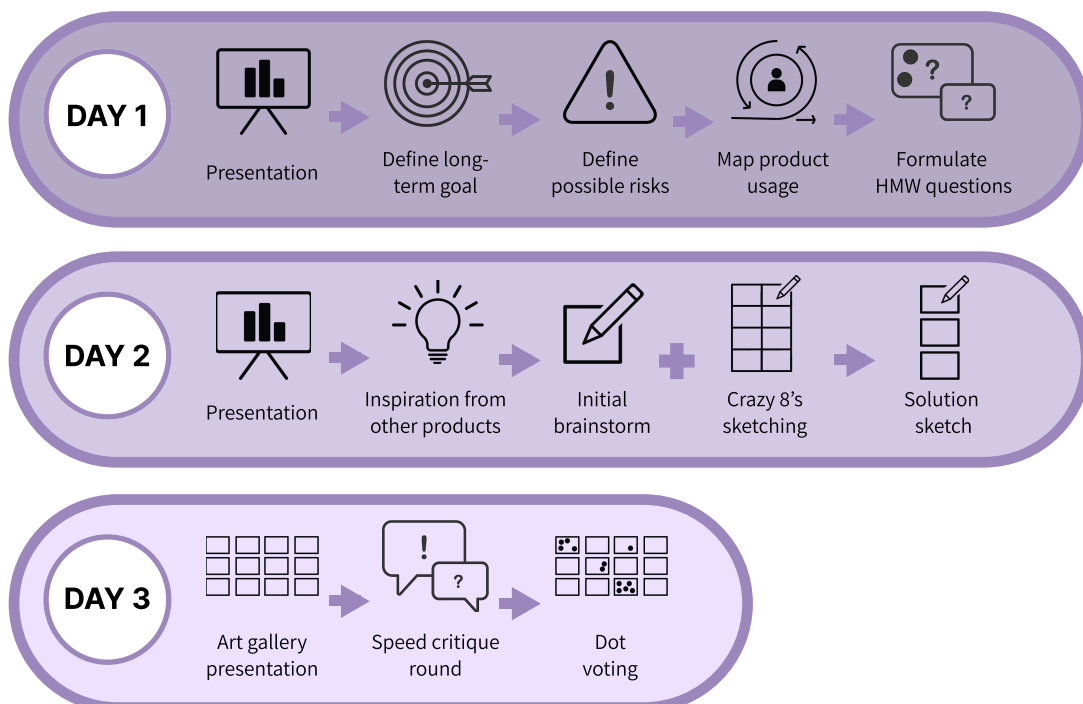 DAY 1
Presentation
Define long-
term goal
!
Define
possible risks
Map product
usage
?
?
Formulate
HMW questions
DAY 2
Presentation
Inspiration from
other products
Initial
brainstorm
Crazy 8’s
sketching
Solution
sketch
DAY 3
Art gallery
presentation
!
?
Speed critique
round
Dot
voting